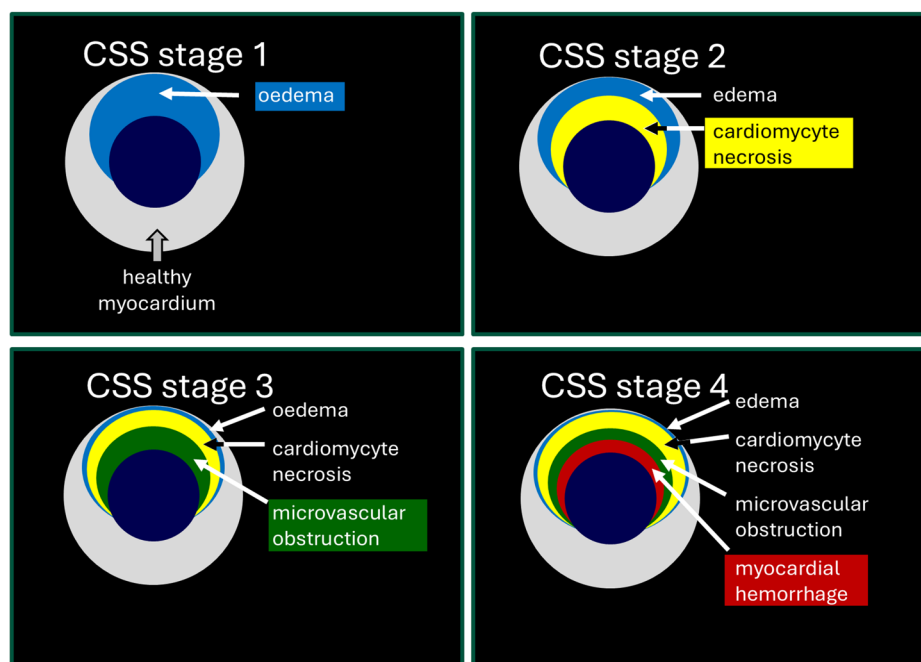 CSS stage 1
oedema
healthy
myocardium
CSS stage 2
edema
cardiomycyte
necrosis
CSS stage 3
oedema
cardiomycyte
necrosis
microvascular
obstruction
CSS stage 4
edema
cardiomycyte
necrosis
microvascular
obstruction
myocardial
hemorrhage